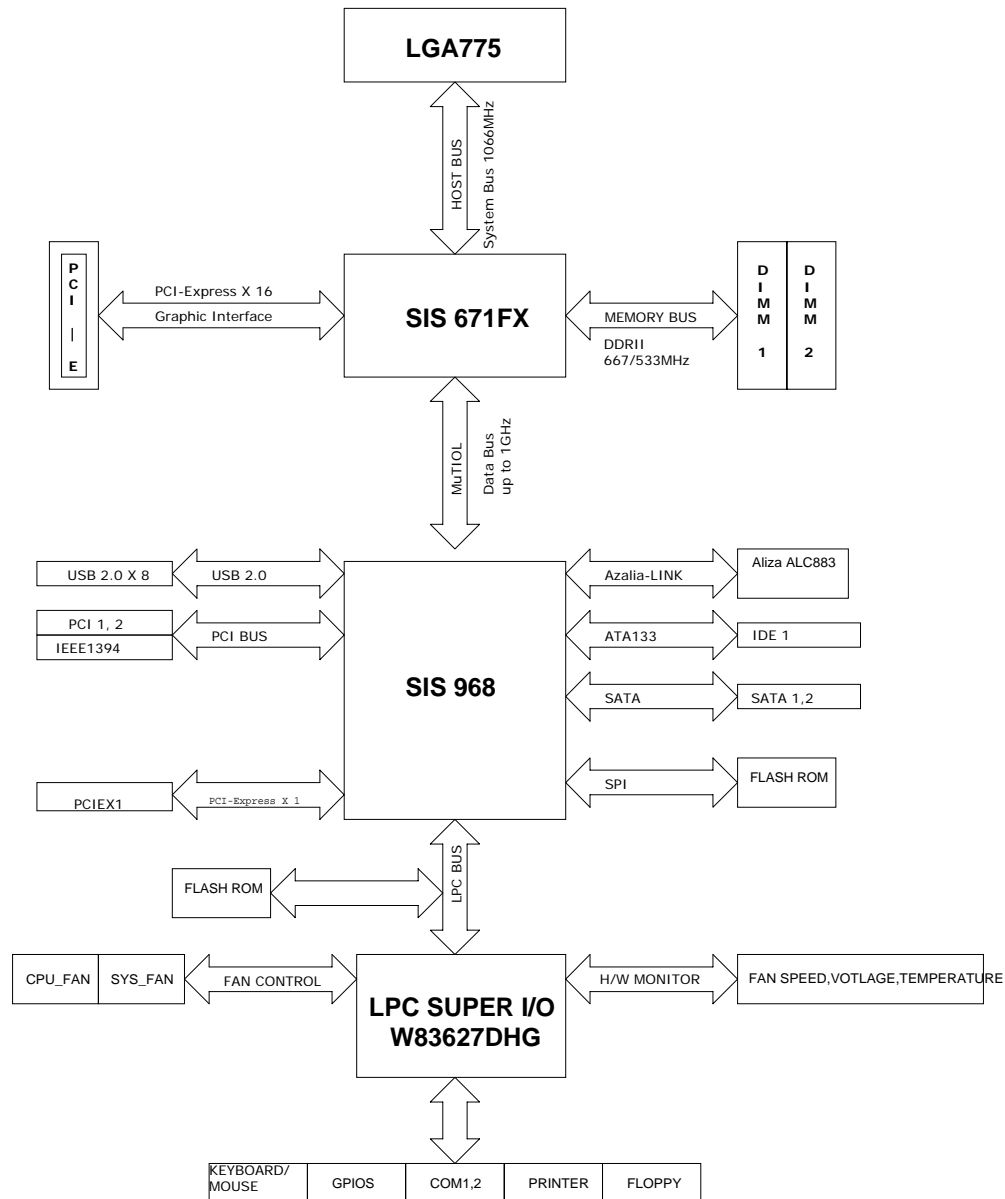 LGA775
HOST BUS
System Bus 1066MHz
PCI | E
PCI-Express X 16
Graphic Interface
SIS 671FX
MEMORY BUS
DDRII
667/533MHz
DIMM 1
DIMM 2
MuTIOL
Data Bus
up to 1GHz
USB 2.0 X 8
USB 2.0
Azalia-LINK
Aliza ALC883
PCI 1, 2
IEEE1394
PCI BUS
ATA133
IDE 1
SIS 968
SATA
SATA 1,2
PCIEX1
PCI-Express X 1
SPI
FLASH ROM
FLASH ROM
LPC BUS
CPU_FAN
SYS_FAN
FAN CONTROL
LPC SUPER I/O
W83627DHG
H/W MONITOR
FAN SPEED,VOTLAGE,TEMPERATURE
KEYBOARD/
MOUSE
GPIOS
COM1,2
PRINTER
FLOPPY